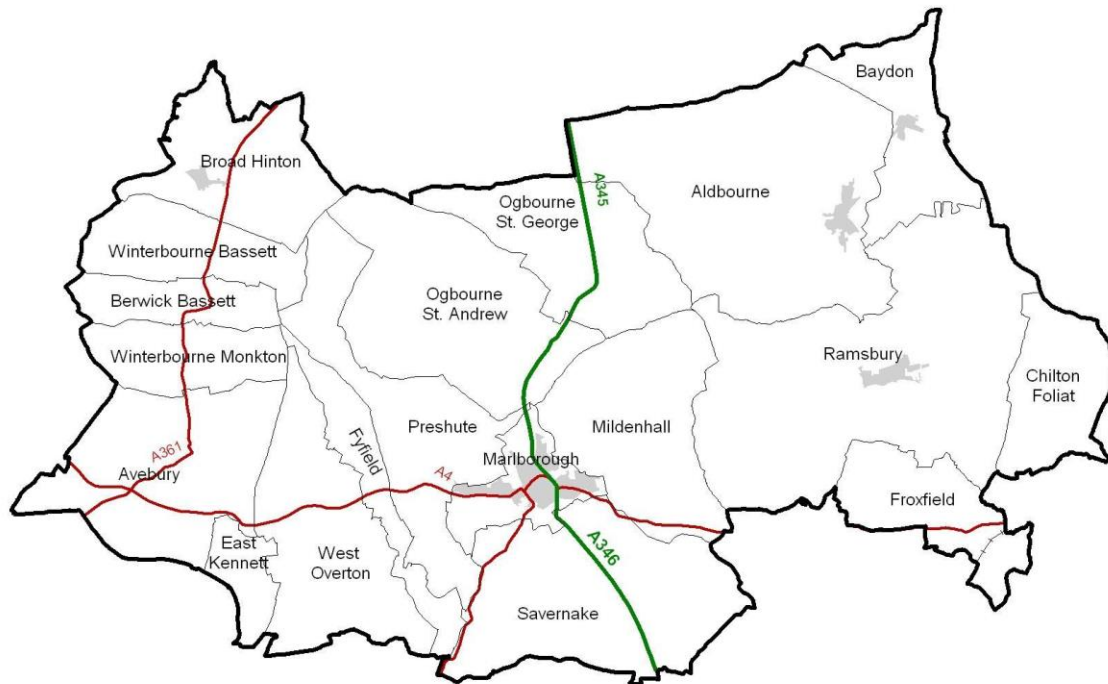 Baydon
Broad Hinton
A345
Aldbourne
Ogbourne
St. George
Winterbourne Bassett
Berwick Bassett
Ogbourne
St. Andrew
Winterbourne Monkton
Ramsbury
Chilton
Foliat
Preshute
Mildenhall
Fyfield
Marlborough
A361
Avebury
A4
Froxfield
East
Kennett
West
Overton
A346
Savernake